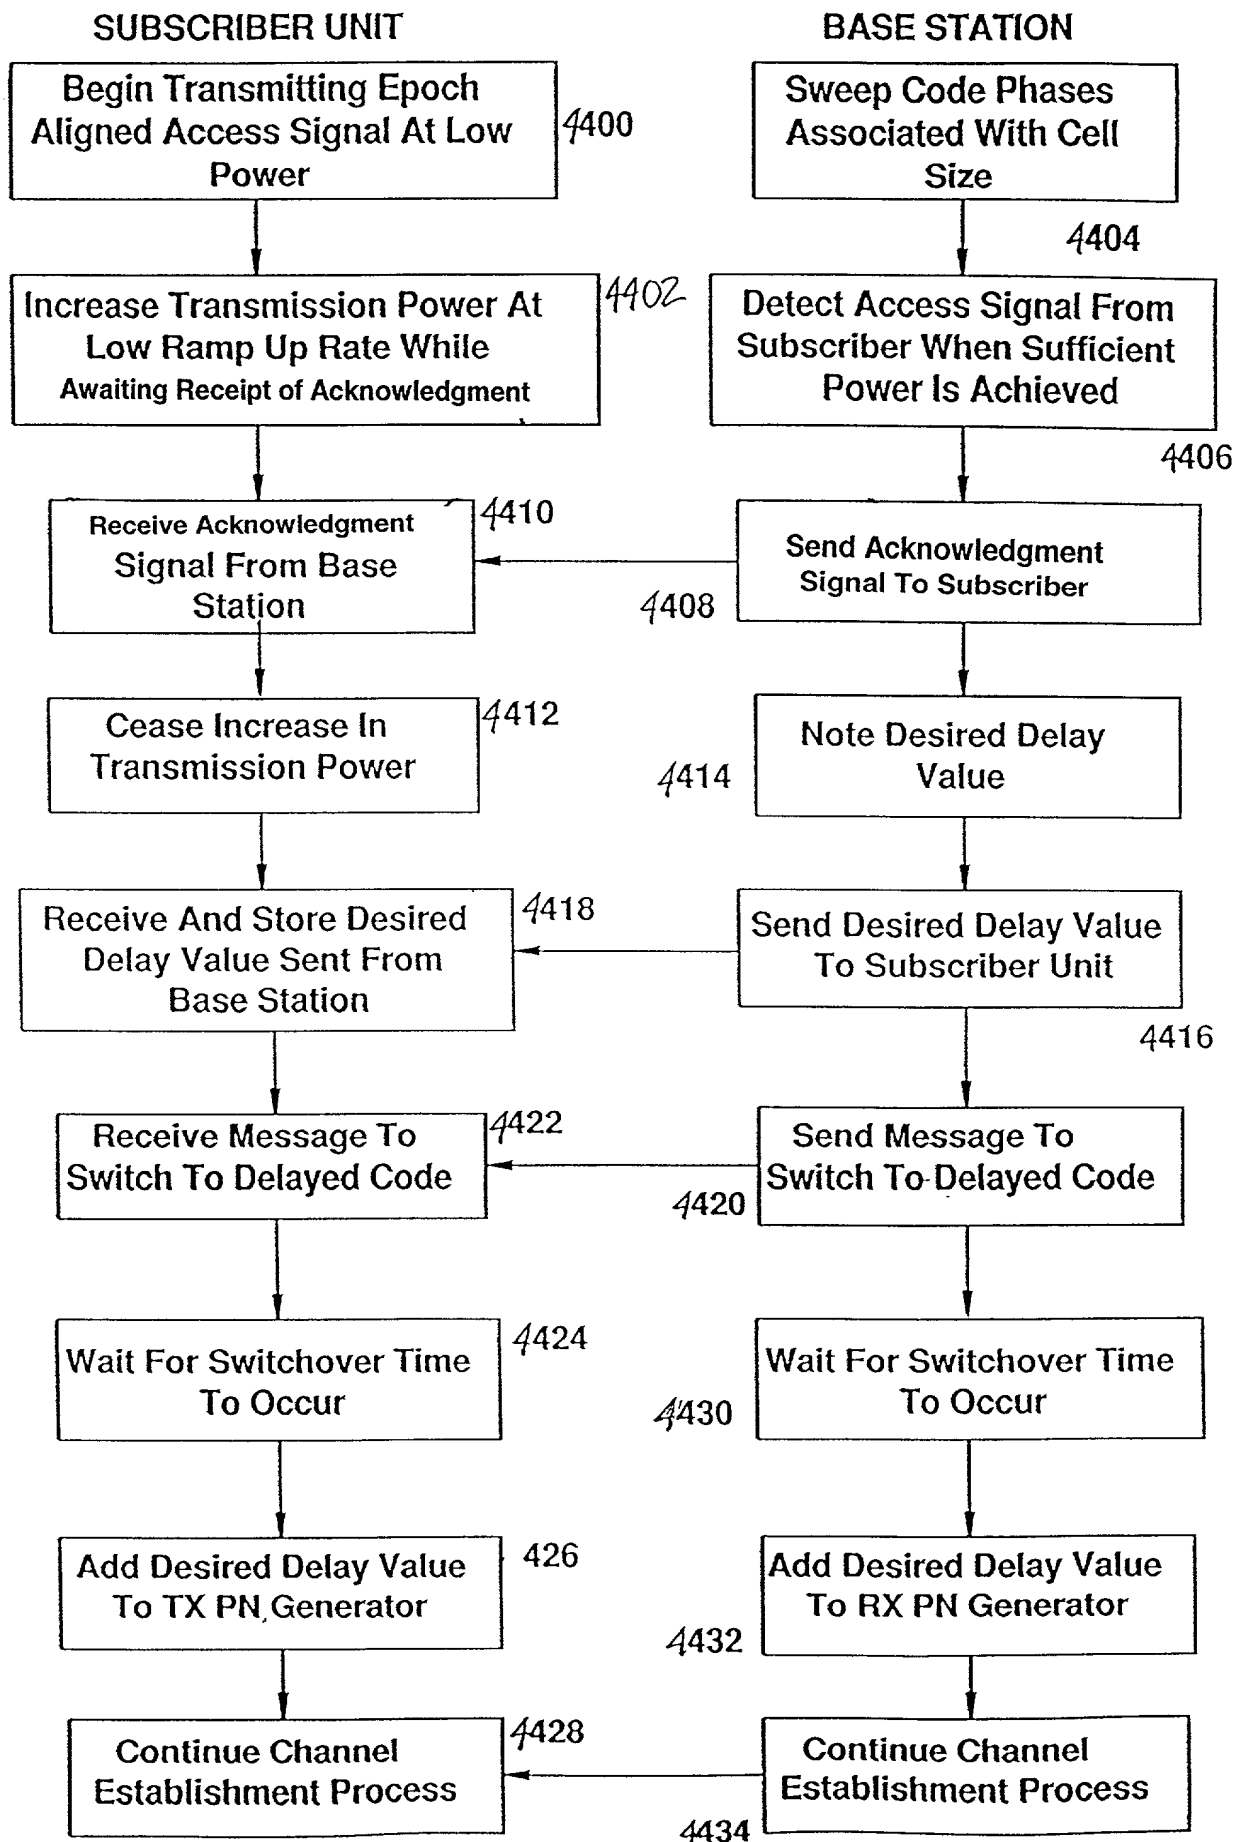 SUBSCRIBER UNIT
BASE STATION
Begin Transmitting Epoch
Aligned Access Signal At Low
Power
4400
Sweep Code Phases
Associated With Cell
Size
4404
Increase Transmission Power At
Low Ramp Up Rate While
Awaiting Receipt of Acknowledgment
4402
Detect Access Signal From
Subscriber When Sufficient
Power Is Achieved
4406
Receive Acknowledgment
Signal From Base
Station
4410
Send Acknowledgment
Signal To Subscriber
4408
Cease Increase In
Transmission Power
4412
Note Desired Delay
Value
4414
Receive And Store Desired
Delay Value Sent From
Base Station
4418
Send Desired Delay Value
To Subscriber Unit
4416
Receive Message To
Switch To Delayed Code
4422
Send Message To
Switch To Delayed Code
4420
Wait For Switchover Time
To Occur
4424
Wait For Switchover Time
To Occur
4430
Add Desired Delay Value
To TX PN Generator
426
Add Desired Delay Value
To RX PN Generator
4432
Continue Channel
Establishment Process
4428
Continue Channel
Establishment Process
4434